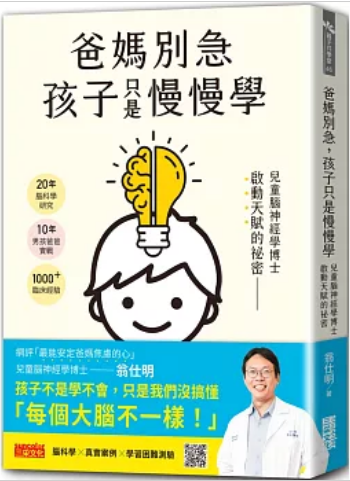 爸媽別急
孩子只是慢慢學
兒童腦神經學博士
啟動天賦的祕密
20年
腦科學
研究
10年
男孩爸爸
實戰
1000+
臨床經驗
網評「最能安定爸媽焦慮的心」
兒童腦神經學博士——翁仕明
孩子不是學不會,只是我們沒搞懂
「每個大腦不一樣!」
三采文化
腦科學×真實案例×學習困難測驗
爸媽別急,孩子只是慢慢學
兒童腦神經學博士
啟動天賦的祕密
翁仕明 著